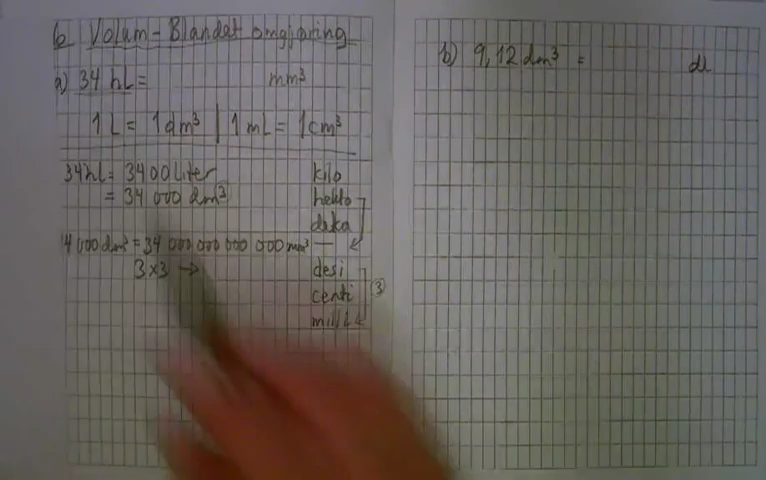 6 Volum - Blandet omgjøring
a) 34 hL = mm³
1 L = 1 dm³ | 1 mL = 1 cm³
34 hL = 3400 Liter
= 34 000 dm³
4 000 dm³ = 34 000 000 000 000 mm³
3 x 3 →
kilo
hekto
deka
—
desi
centi
milli
3
b) 9,12 dm³ = dl